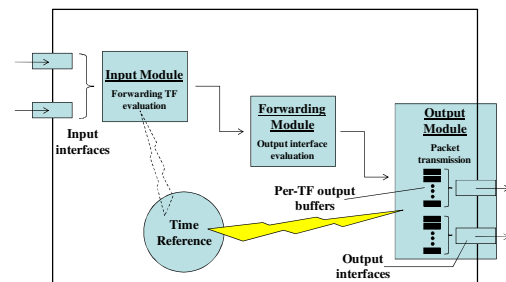 Input Module
Forwarding TF
evaluation
Input
interfaces
Forwarding
Module
Output interface
evaluation
Output
Module
Packet
transmission
Per-TF output
buffers
Time
Reference
Output
interfaces